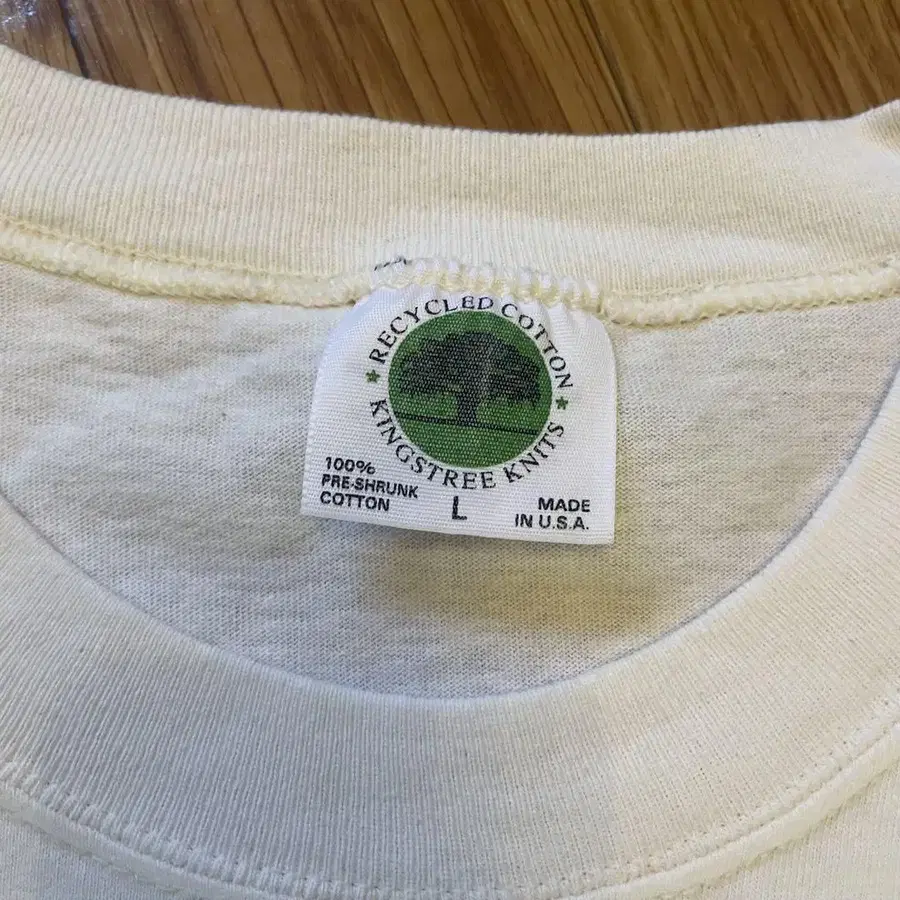 ★ RECYCLED COTTON ★
KINGSTREE KNITS
100%
PRE-SHRUNK
COTTON
L
MADE
IN U.S.A.